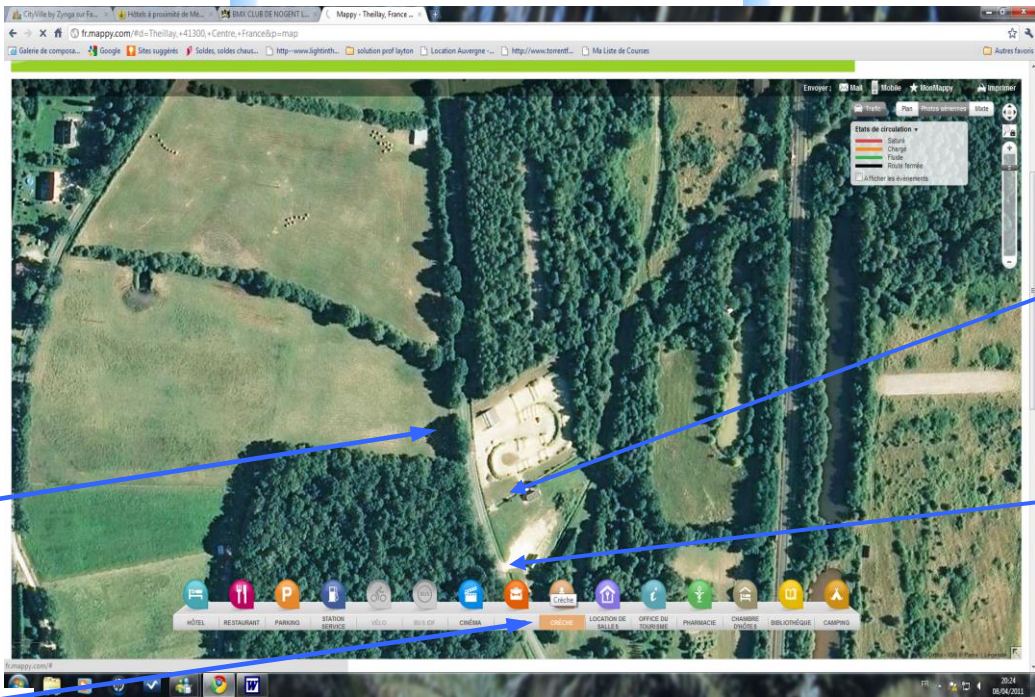 CityVille by Zynga sur Fa...
Hôtels à proximité de Me...
BMX CLUB DE NOGENT L...
Mappy - Theillay, France ...
fr.mappy.com/#d=Theillay,+41300,+Centre,+France&p=map
Galerie de composa... Google Sites suggérés Soldes, soldes chaus... http--www.lightinth... solution prof layton Location Auvergne -... http://www.torrentf... Ma Liste de Courses Autres favoris
Envoyer : Mail Mobile MonMappy Imprimer
Trafic Plan Photos aériennes Mixte
Etats de circulation
Saturé
Chargé
Fluide
Route fermée
Afficher les événements
P
BUS
i
Crèche
HÔTEL RESTAURANT PARKING STATION SERVICE VÉLO BUS IDF CINÉMA CRÈCHE LOCATION DE SALLES OFFICE DU TOURISME PHARMACIE CHAMBRE D'HÔTES BIBLIOTHÈQUE CAMPING
fr.mappy.com/#
W
FR
20:24
08/04/2011